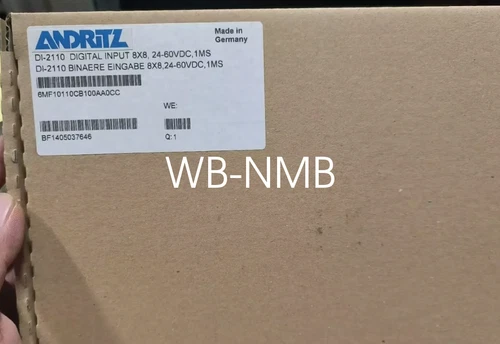 ANDRITZ
Made in
Germany
DI-2110 DIGITAL INPUT 8X8, 24-60VDC,1MS
DI-2110 BINAERE EINGABE 8X8,24-60VDC,1MS
6MF10110CB100AA0CC
WE:
BF1405037646
Q:1
WB-NMB